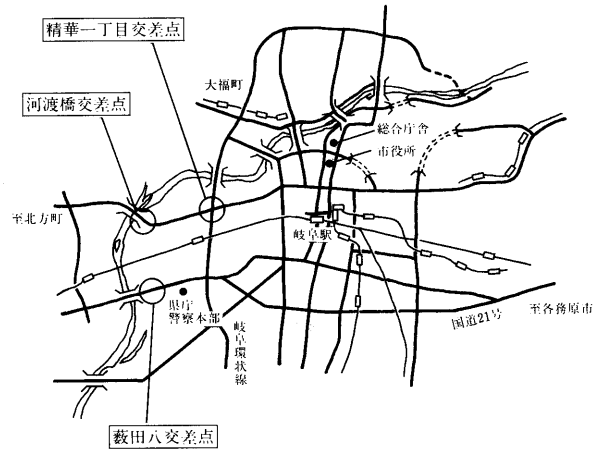 精華一丁目交差点
大福町
河渡橋交差点
総合庁舎
市役所
至北方町
岐阜駅
県庁
警察本部
岐阜環状線
国道21号
至各務原市
薮田八交差点